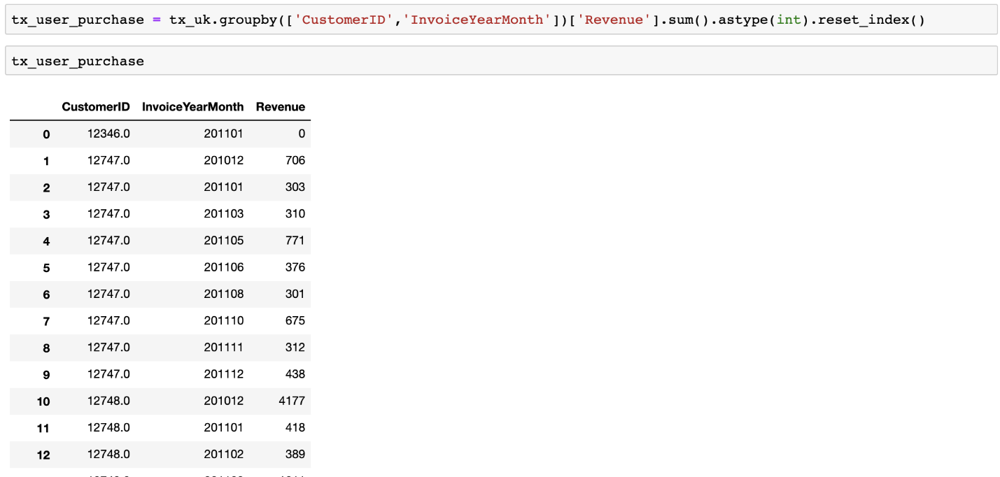 tx_user_purchase = tx_uk.groupby(['CustomerID','InvoiceYearMonth'])['Revenue'].sum().astype(int).reset_index()
tx_user_purchase
CustomerID InvoiceYearMonth Revenue
0 12346.0 201101 0
1 12747.0 201012 706
2 12747.0 201101 303
3 12747.0 201103 310
4 12747.0 201105 771
5 12747.0 201106 376
6 12747.0 201108 301
7 12747.0 201110 675
8 12747.0 201111 312
9 12747.0 201112 438
10 12748.0 201012 4177
11 12748.0 201101 418
12 12748.0 201102 389